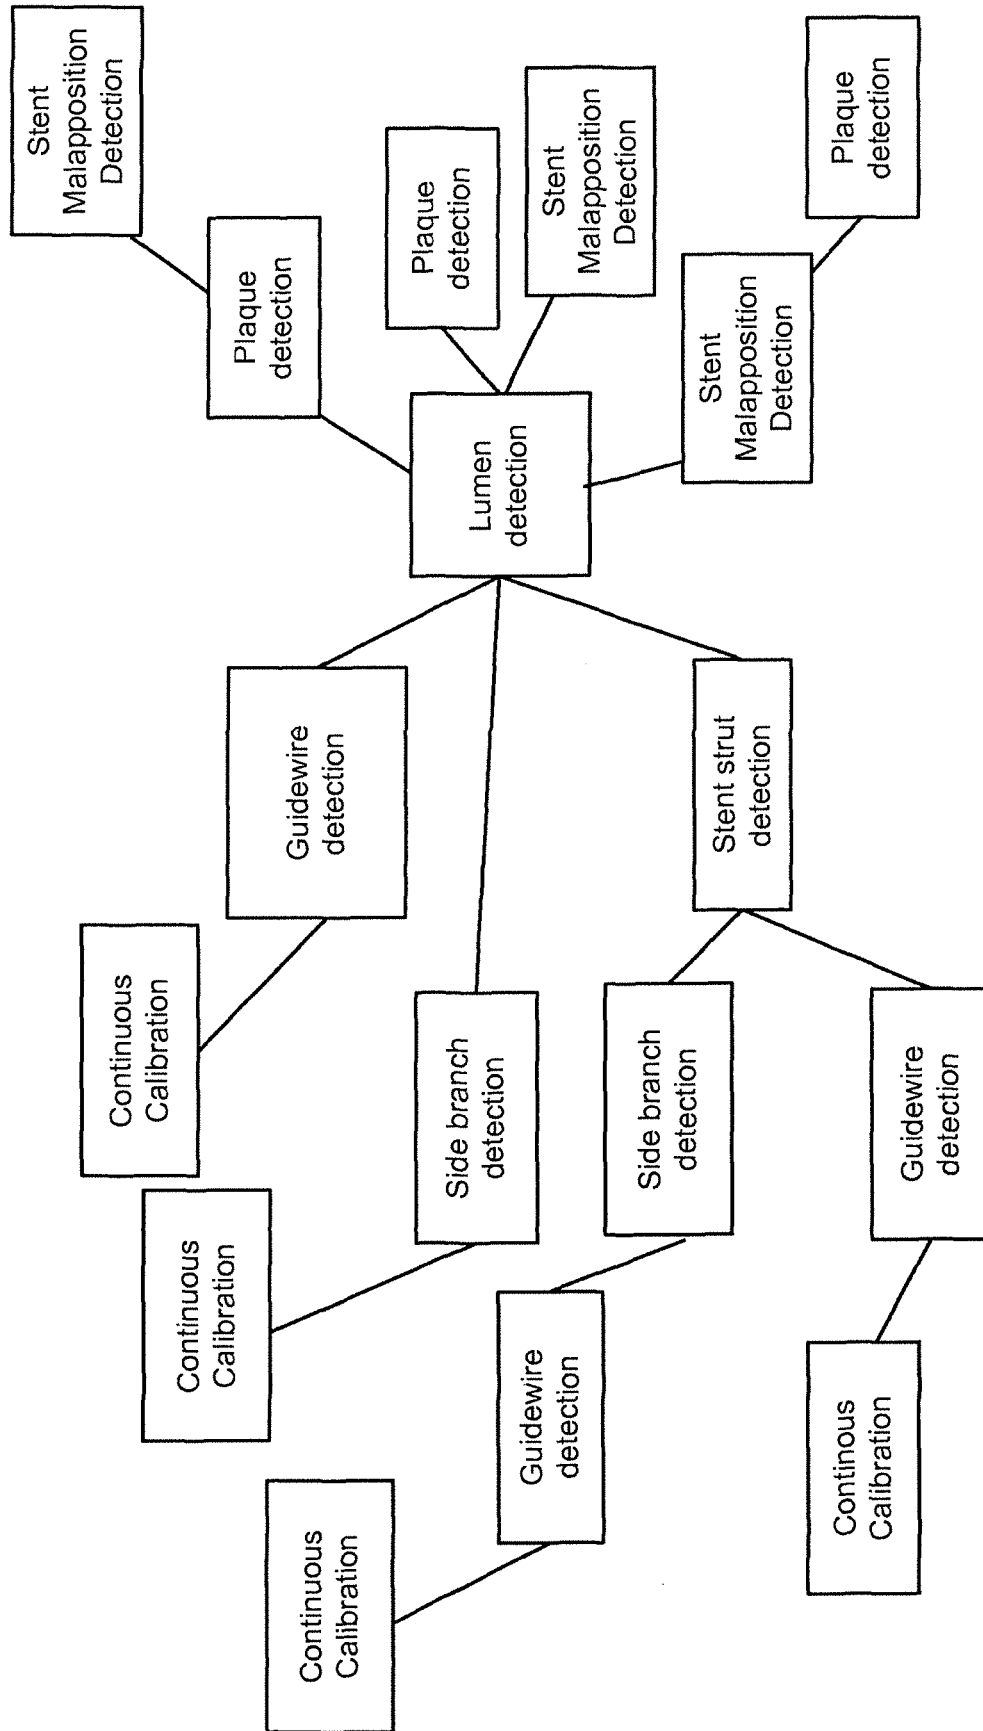 Stent
Malapposition
Detection
Continuous
Calibration
Continuous
Calibration
Plaque
detection
Guidewire
detection
Continuous
Calibration
Plaque
detection
Side branch
detection
Lumen
detection
Guidewire
detection
Stent
Malapposition
Detection
Side branch
detection
Stent strut
detection
Stent
Malapposition
Detection
Continous
Calibration
Plaque
detection
Guidewire
detection